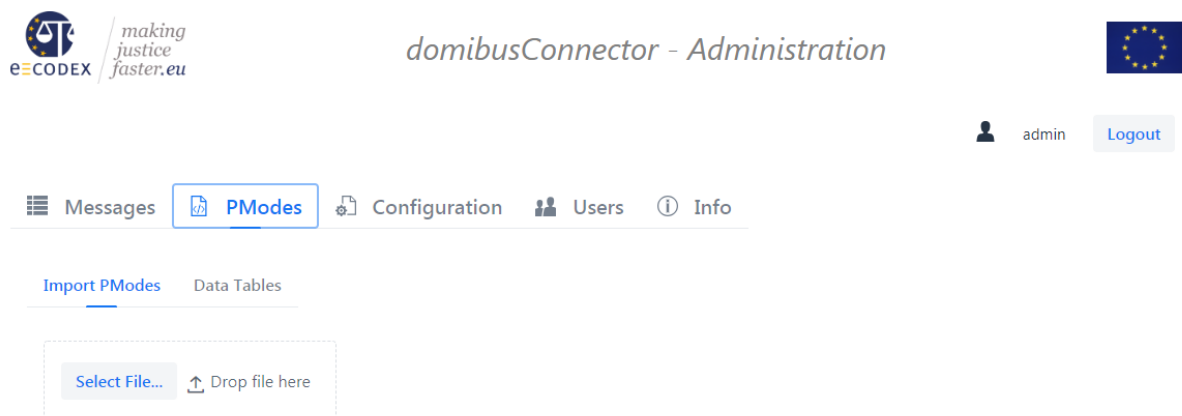 making
justice
faster.eu
e≡CODEX
domibusConnector - Administration
admin Logout
Messages PModes Configuration Users Info
Import PModes Data Tables
Select File... Drop file here